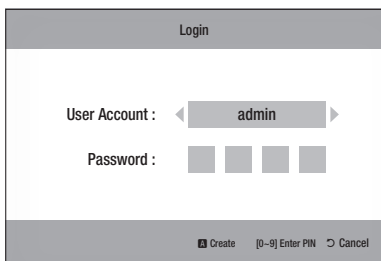 Login
User Account : admin
Password :
A Create [0~9] Enter PIN Cancel